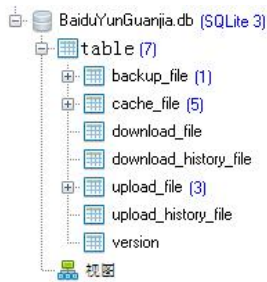 BaiduYunGuanjia.db (SQLite 3)
table (7)
backup_file (1)
cache_file (5)
download_file
download_history_file
upload_file (3)
upload_history_file
version
视图